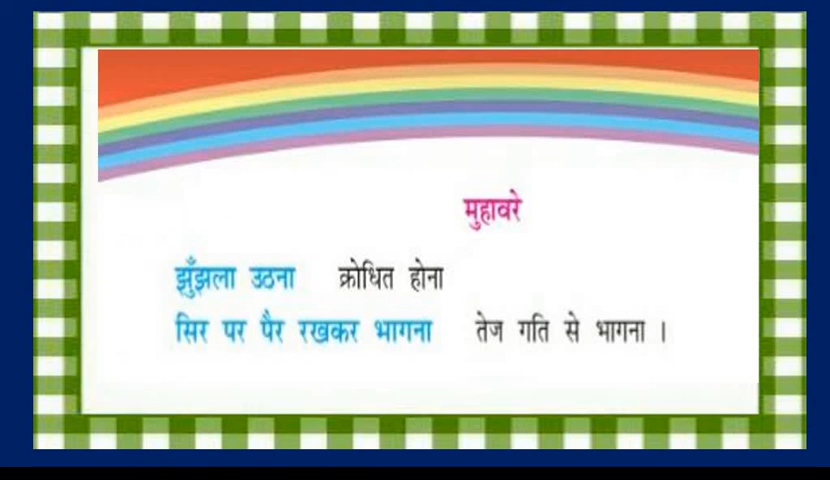 मुहावरे
झुँझला उठना क्रोधित होना
सिर पर पैर रखकर भागना तेज गति से भागना ।